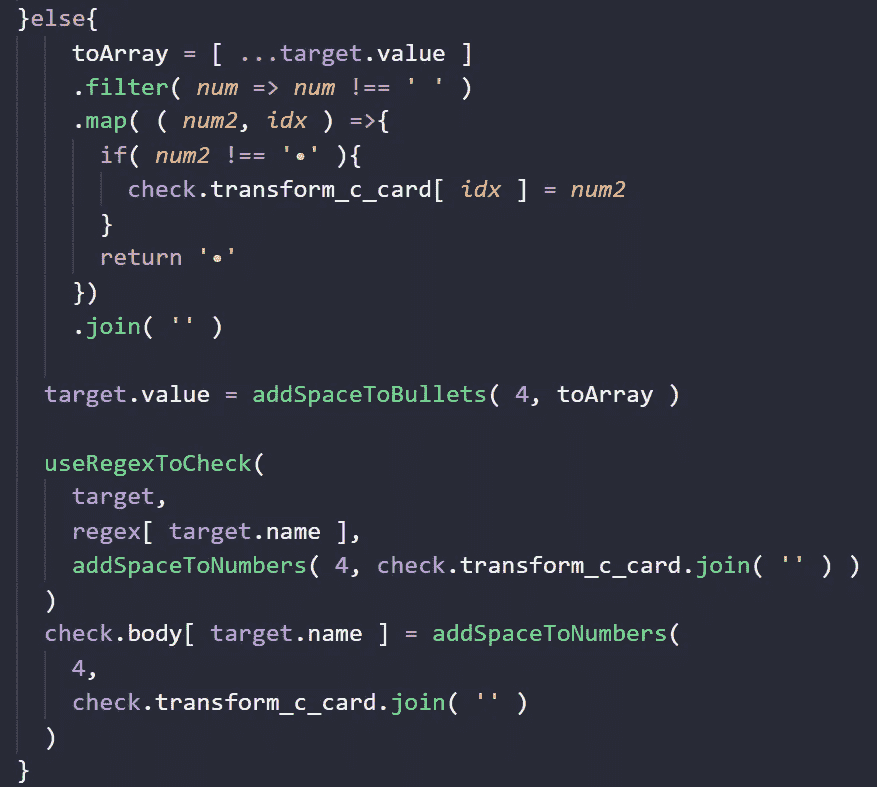 }else{
toArray = [ ...target.value ]
.filter( num => num !== ' ' )
.map( ( num2, idx ) =>{
if( num2 !== '•' ){
check.transform_c_card[ idx ] = num2
}
return '•'
})
.join( '' )
target.value = addSpaceToBullets( 4, toArray )
useRegexToCheck(
target,
regex[ target.name ],
addSpaceToNumbers( 4, check.transform_c_card.join( '' ) )
)
check.body[ target.name ] = addSpaceToNumbers(
4,
check.transform_c_card.join( '' )
)
}